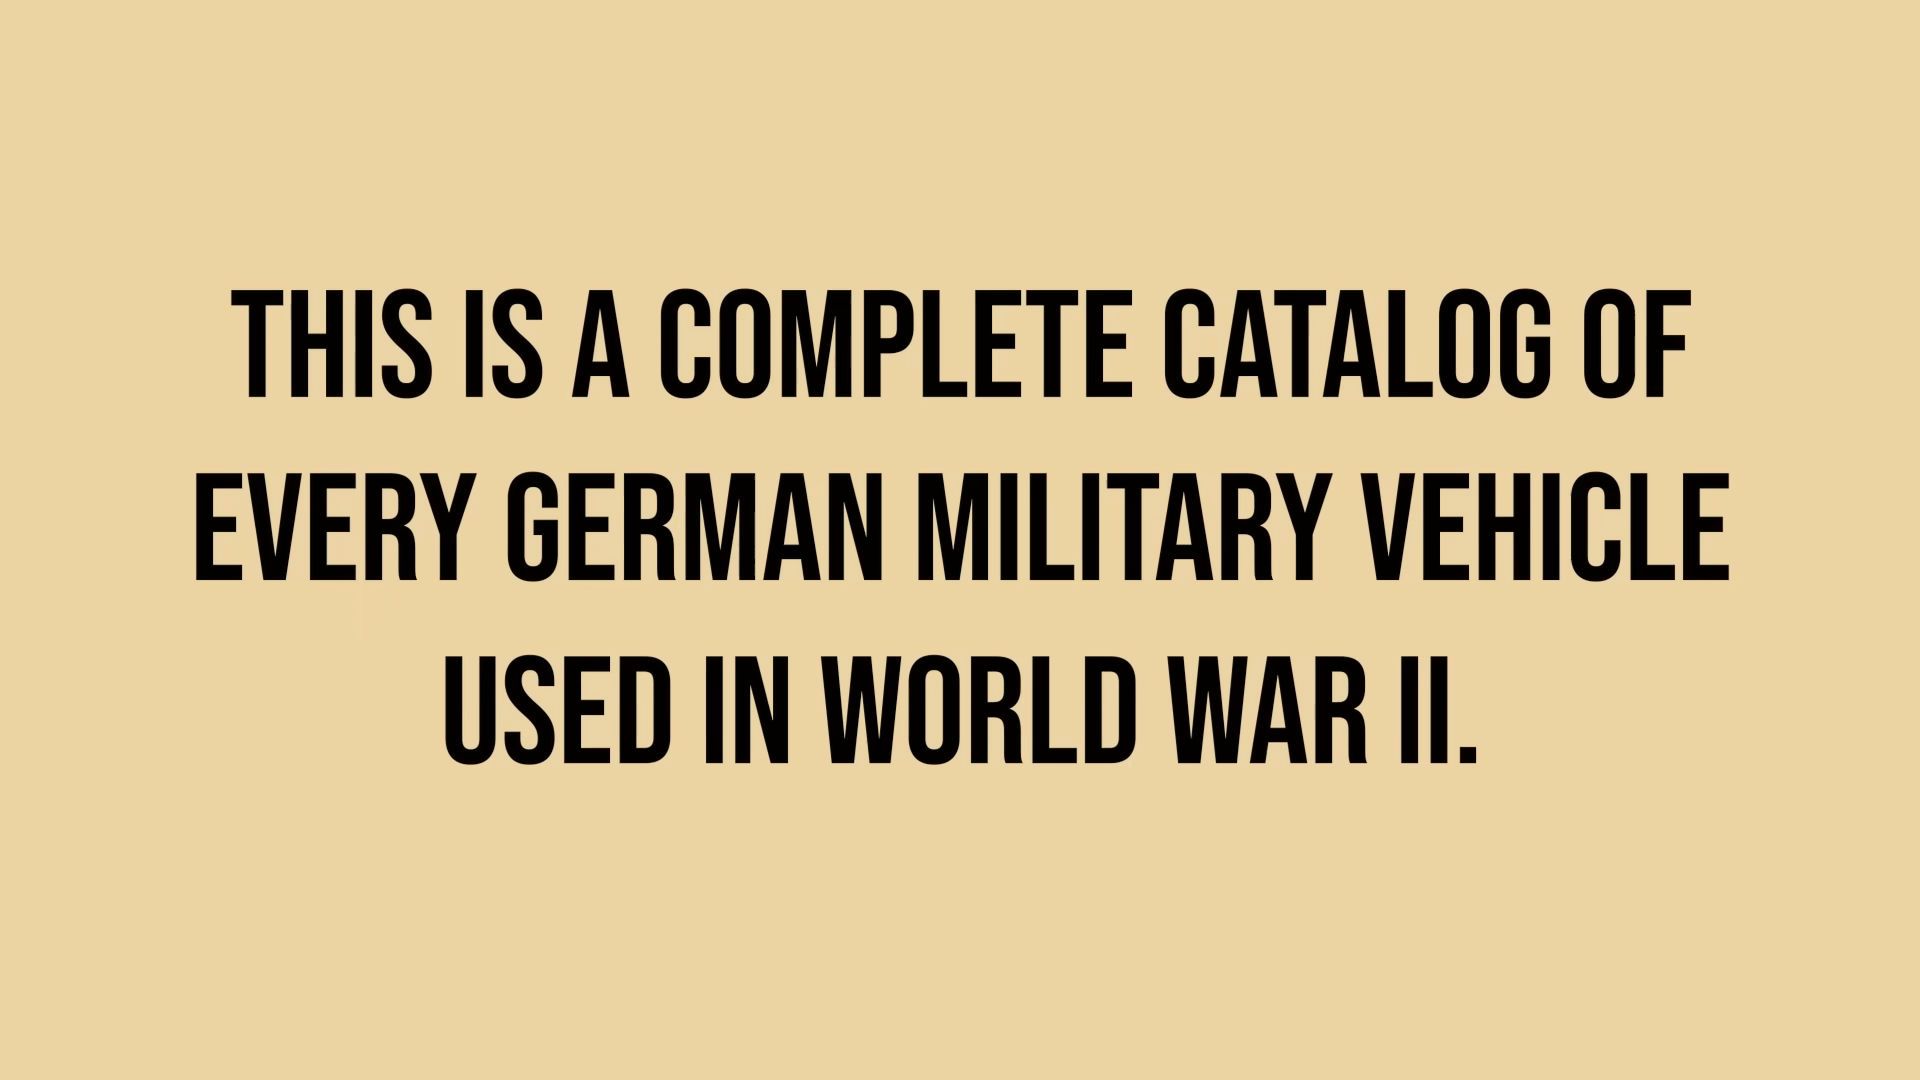 THIS IS A COMPLETE CATALOG OF
EVERY GERMAN MILITARY VEHICLE
USED IN WORLD WAR II.